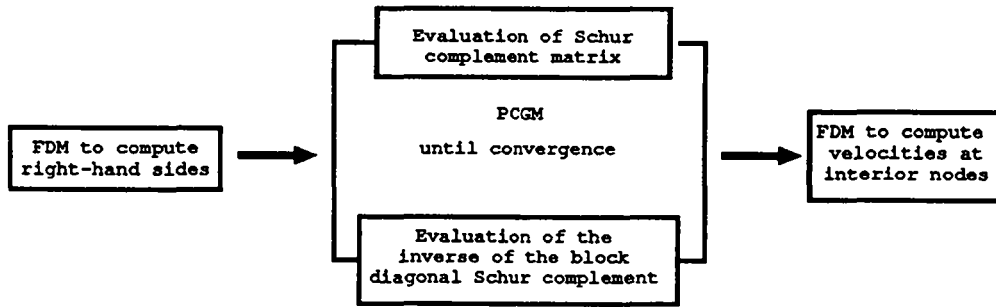 Evaluation of Schur
complement matrix
PCGM
until convergence
FDM to compute
right-hand sides
FDM to compute
velocities at
interior nodes
Evaluation of the
inverse of the block
diagonal Schur complement